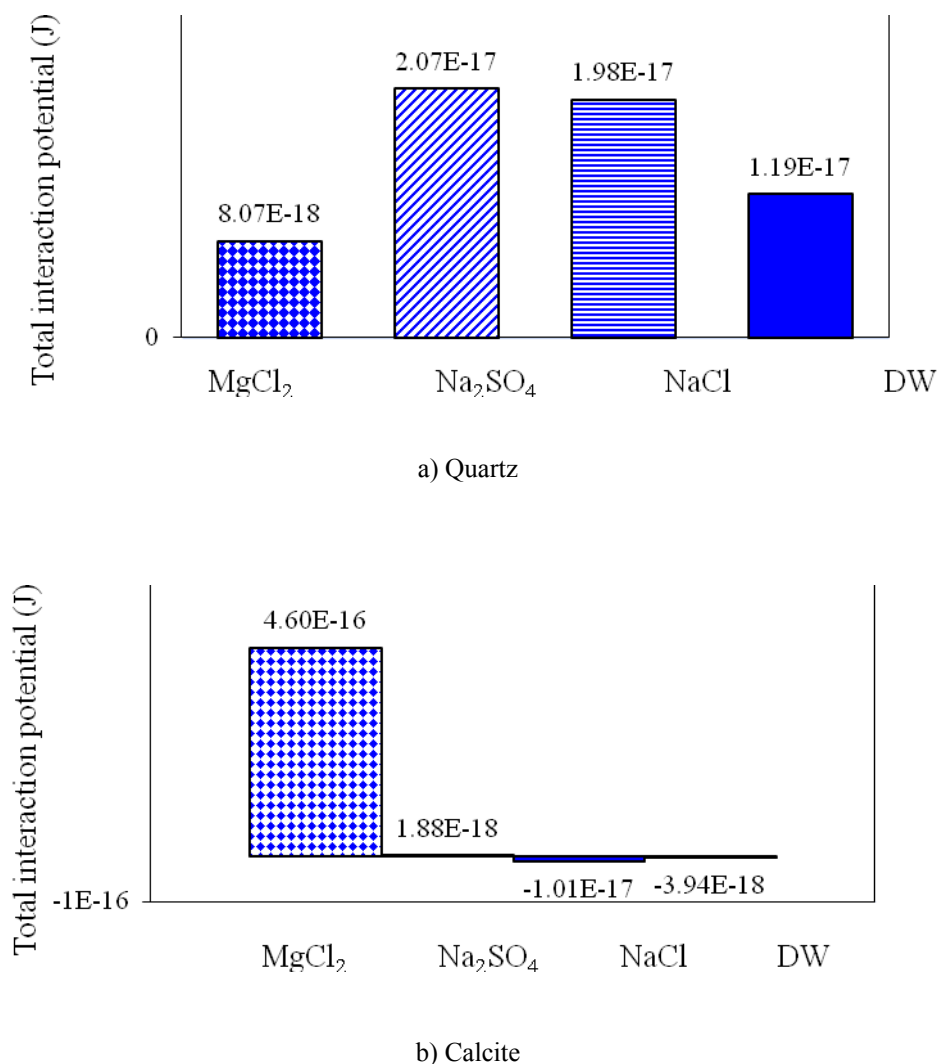 Total interaction potential (J)
2.07E-17
1.98E-17
1.19E-17
8.07E-18
0
MgCl₂
Na₂SO₄
NaCl
DW
a) Quartz
Total interaction potential (J)
4.60E-16
1.88E-18
-1.01E-17
-3.94E-18
-1E-16
MgCl₂
Na₂SO₄
NaCl
DW
b) Calcite